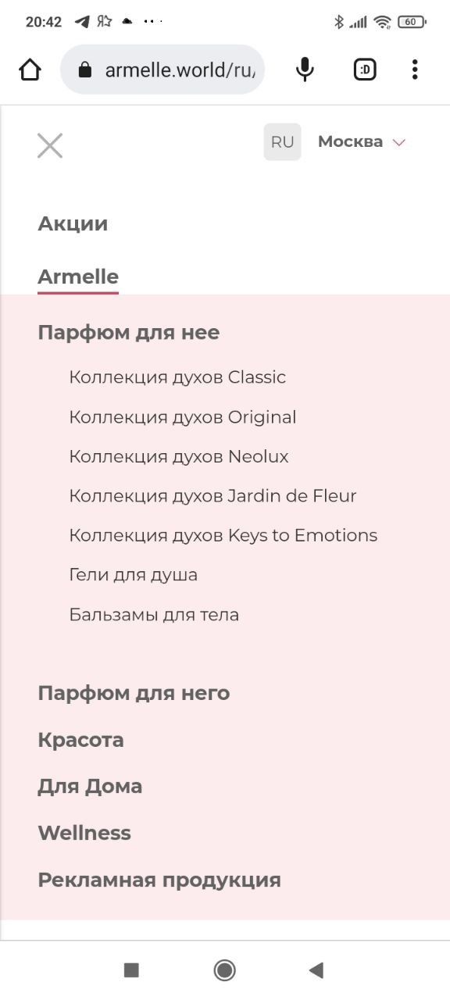 20:42
60
armelle.world/ru/
:D
RU
Москва
Акции
Armelle
Парфюм для нее
Коллекция духов Classic
Коллекция духов Original
Коллекция духов Neolux
Коллекция духов Jardin de Fleur
Коллекция духов Keys to Emotions
Гели для душа
Бальзамы для тела
Парфюм для него
Красота
Для Дома
Wellness
Рекламная продукция